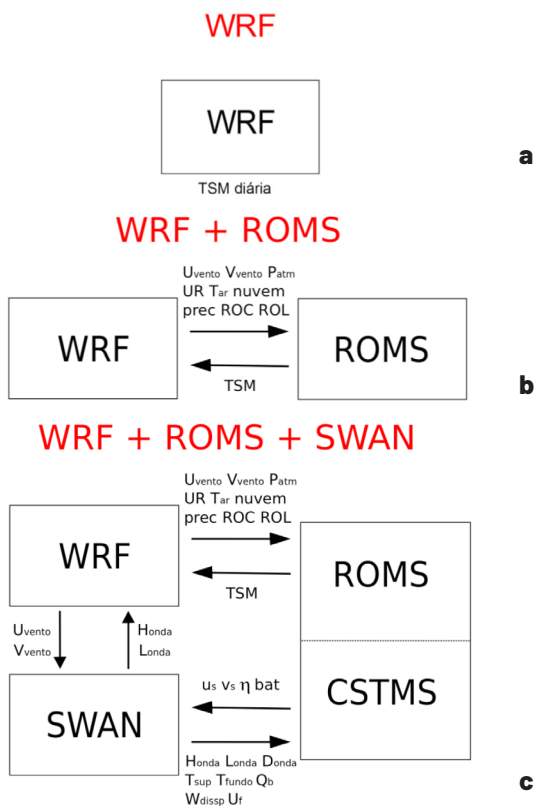 WRF
WRF
a
TSM diária
WRF + ROMS
Uvento Vvento Patm
UR Tar nuvem
prec ROC ROL
WRF
ROMS
TSM
b
WRF + ROMS + SWAN
Uvento Vvento Patm
UR Tar nuvem
prec ROC ROL
WRF
ROMS
TSM
Uvento
Vvento
Honda
Londa
us vs η bat
SWAN
CSTMS
Honda Londa Donda
Tsup Tfundo Qb
Wdissp Uf
c